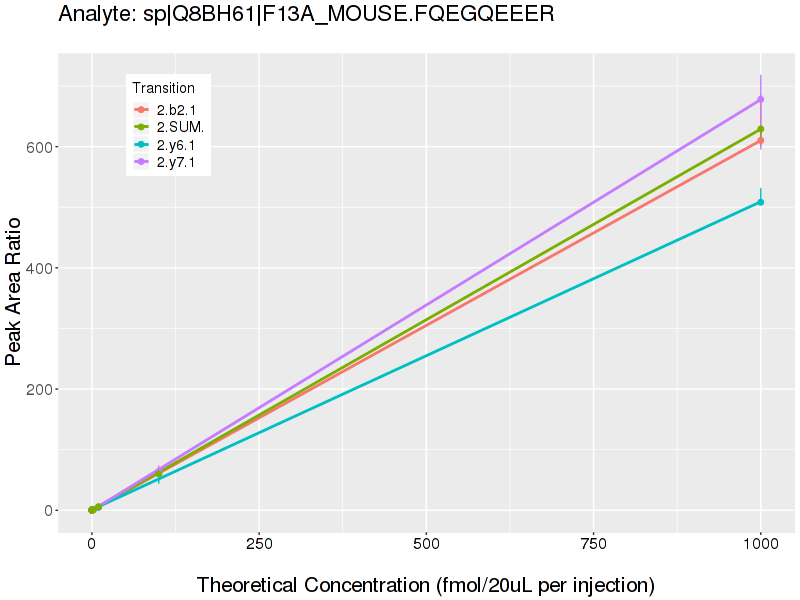 Analyte: sp|Q8BH61|F13A_MOUSE.FQEGQEEER
Transition
2.b2.1
2.SUM.
2.y6.1
2.y7.1
600
400
200
0
Peak Area Ratio
0 250 500 750 1000
Theoretical Concentration (fmol/20uL per injection)